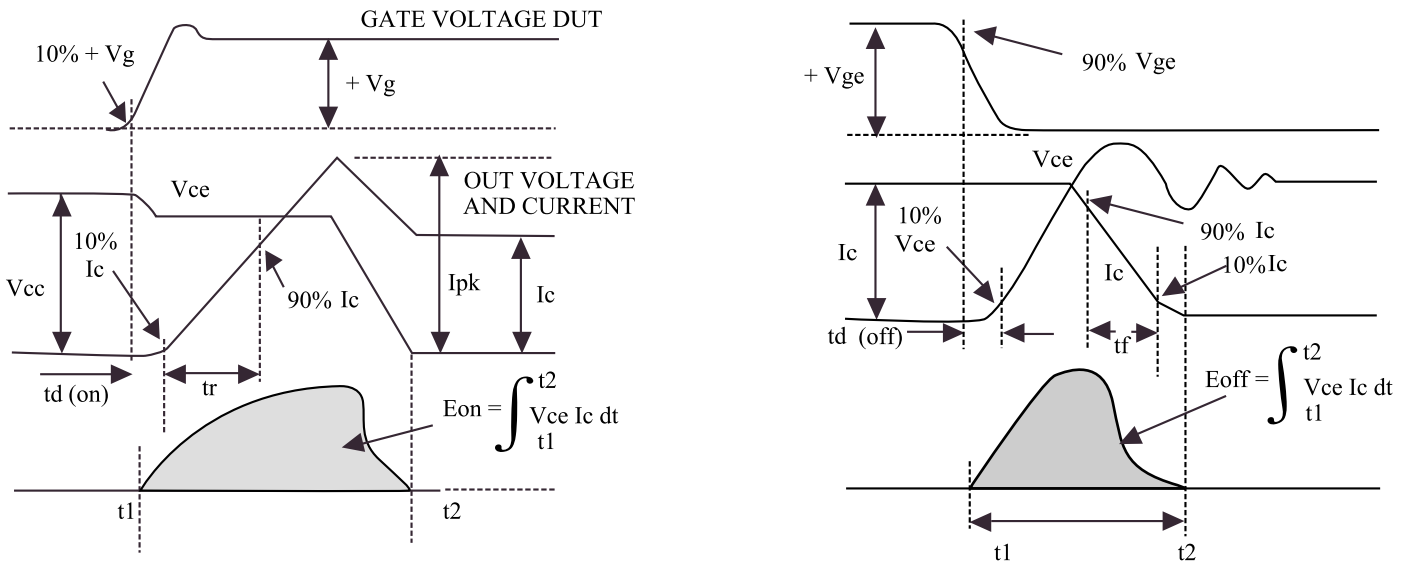 GATE VOLTAGE DUT
10% + Vg
+ Vg
Vce
OUT VOLTAGE
AND CURRENT
10%
Ic
Vcc
90% Ic
Ipk
Ic
td (on)
tr
Eon = ∫ t2
Vce Ic dt
t1
t1
t2
90% Vge
+ Vge
Vce
10%
Vce
90% Ic
Ic
Ic
10% Ic
td (off)
tf
Eoff = ∫ t2
Vce Ic dt
t1
t1
t2